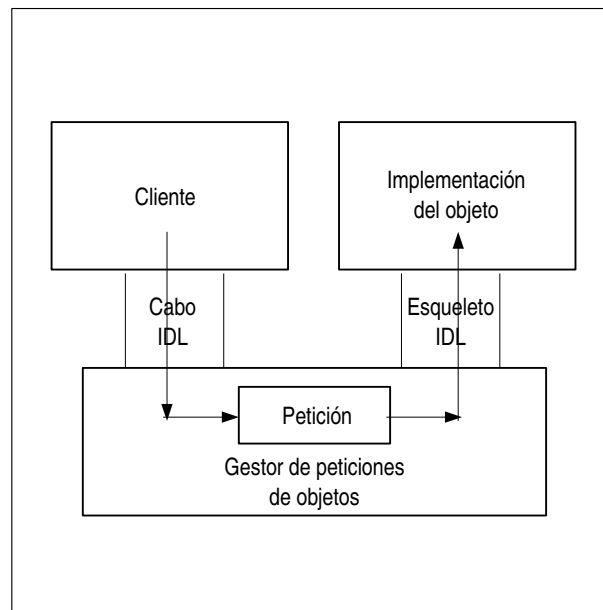 Cliente
Implementación
del objeto
Cabo
IDL
Esqueleto
IDL
Petición
Gestor de peticiones
de objetos